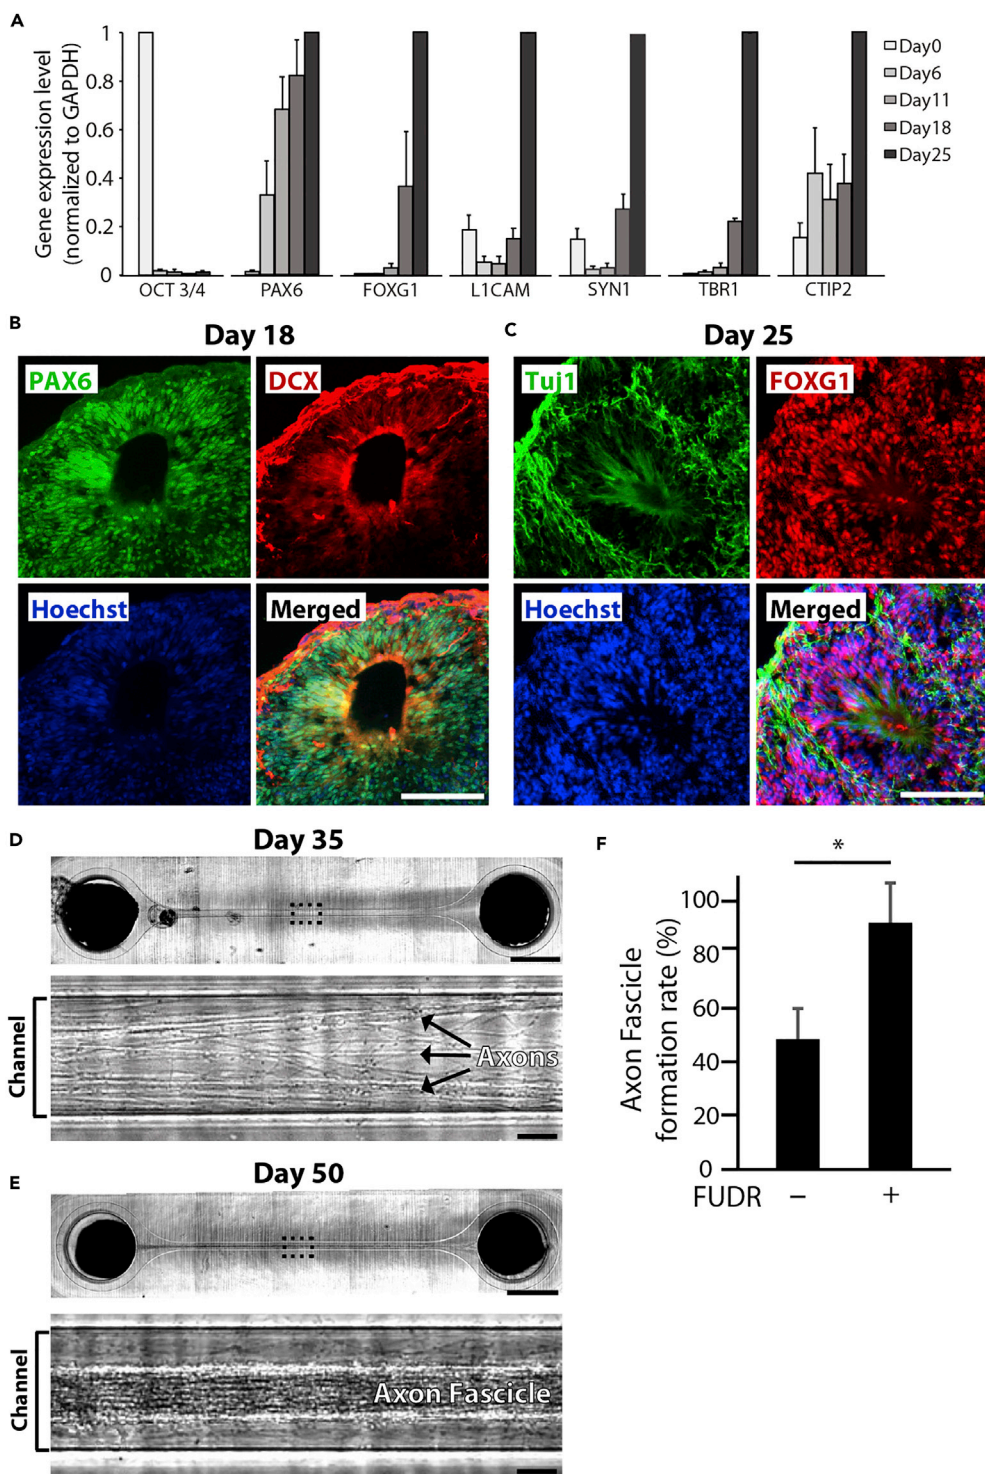 A
Gene expression level
(normalized to GAPDH)
1
0.8
0.6
0.4
0.2
0
OCT 3/4 PAX6 FOXG1 L1CAM SYN1 TBR1 CTIP2
Day0
Day6
Day11
Day18
Day25
B
Day 18
PAX6 DCX
Hoechst Merged
C
Day 25
Tuj1 FOXG1
Hoechst Merged
D
Day 35
Channel
Axons
E
Day 50
Channel
Axon Fascicle
F
*
Axon Fascicle
formation rate (%)
100
80
60
40
20
0
FUDR − +